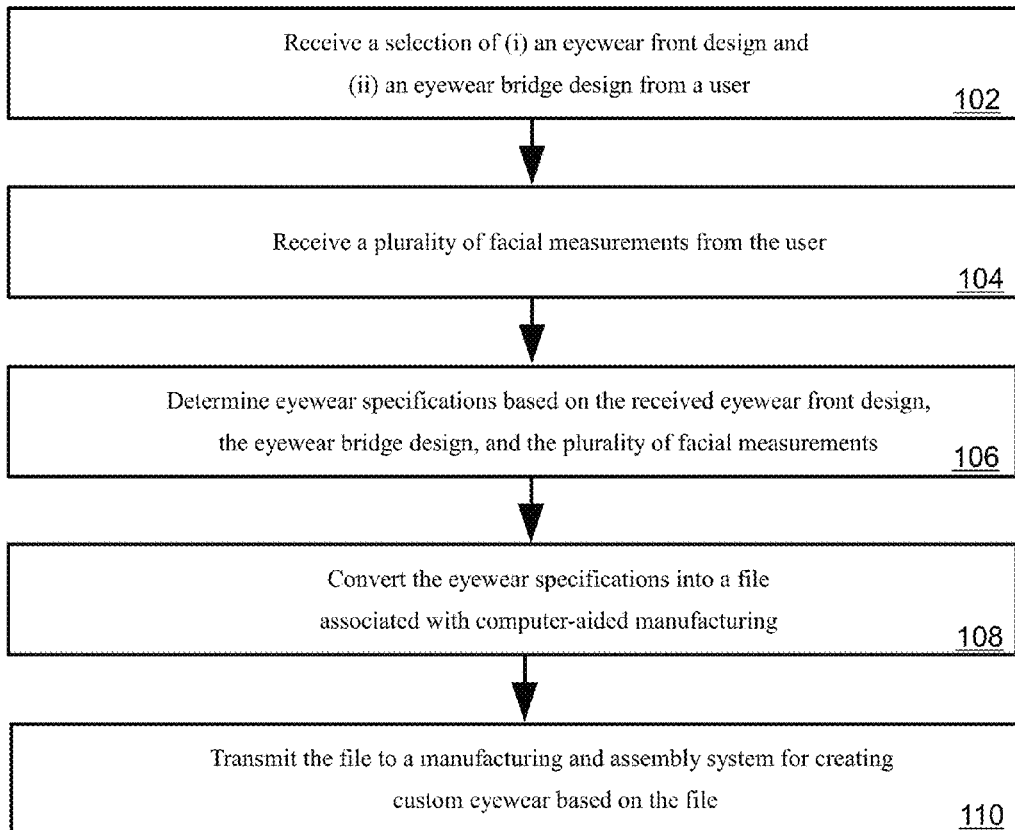 Receive a selection of (i) an eyewear front design and
(ii) an eyewear bridge design from a user
102
Receive a plurality of facial measurements from the user
104
Determine eyewear specifications based on the received eyewear front design,
the eyewear bridge design, and the plurality of facial measurements
106
Convert the eyewear specifications into a file
associated with computer-aided manufacturing
108
Transmit the file to a manufacturing and assembly system for creating
custom eyewear based on the file
110